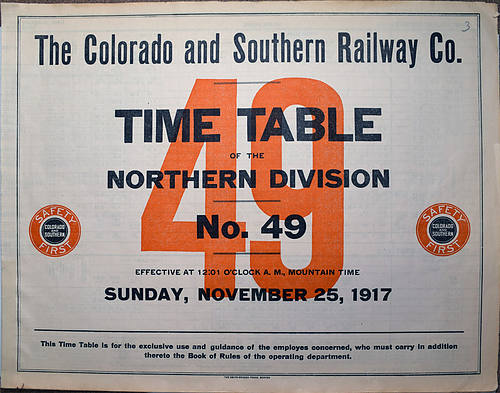 3
The Colorado and Southern Railway Co.
49
TIME TABLE
OF THE
NORTHERN DIVISION
No. 49
SAFETY FIRST
COLORADO AND SOUTHERN
SAFETY FIRST
COLORADO AND SOUTHERN
EFFECTIVE AT 12:01 O'CLOCK A. M., MOUNTAIN TIME
SUNDAY, NOVEMBER 25, 1917
This Time Table is for the exclusive use and guidance of the employes concerned, who must carry in addition
thereto the Book of Rules of the operating department.